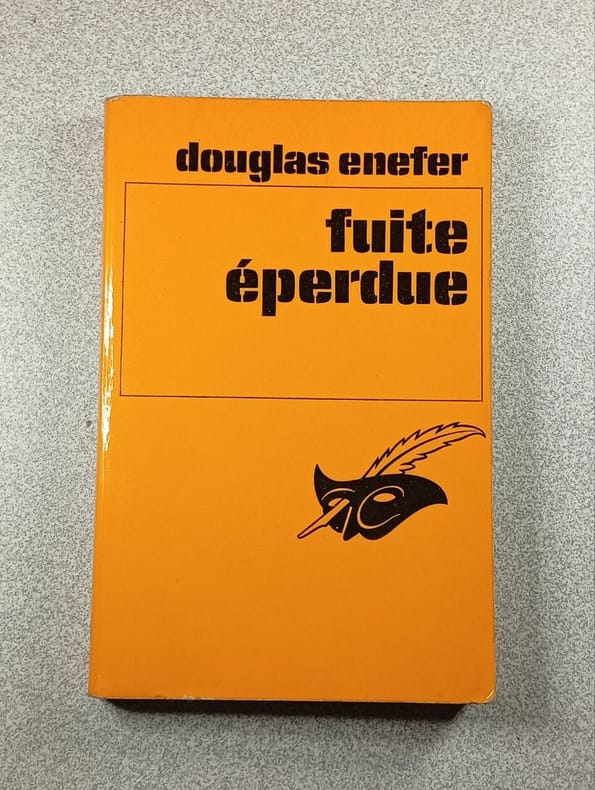 douglas enefer
fuite
éperdue